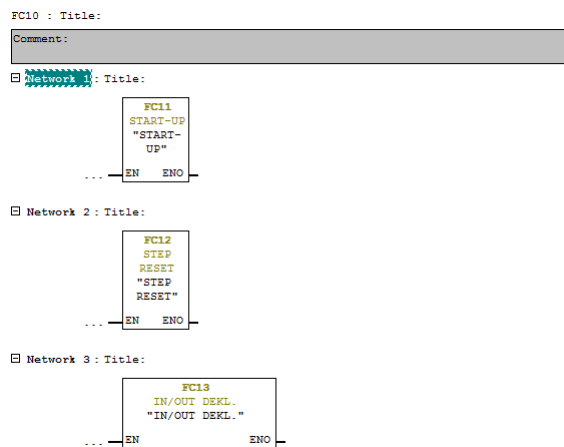 FC10 : Title:
Comment:
Network 1: Title:
FC11
START-UP
"START-
UP"
... EN ENO
Network 2: Title:
FC12
STEP
RESET
"STEP
RESET"
... EN ENO
Network 3: Title:
FC13
IN/OUT DEKL.
"IN/OUT DEKL."
... EN ENO